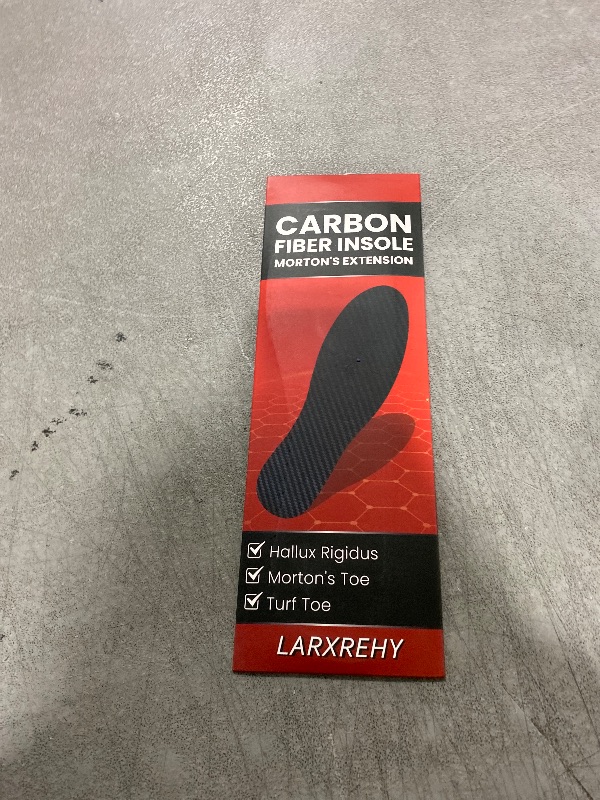 CARBON
FIBER INSOLE
MORTON'S EXTENSION
Hallux Rigidus
Morton's Toe
Turf Toe
LARXREHY